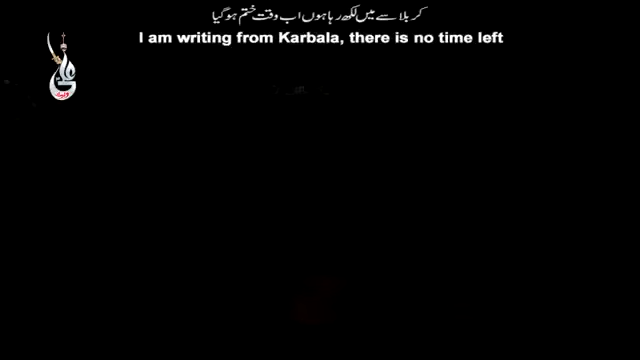 کربلا سے میں لکھ رہا ہوں اب وقت ختم ہو گیا
I am writing from Karbala, there is no time left
علی